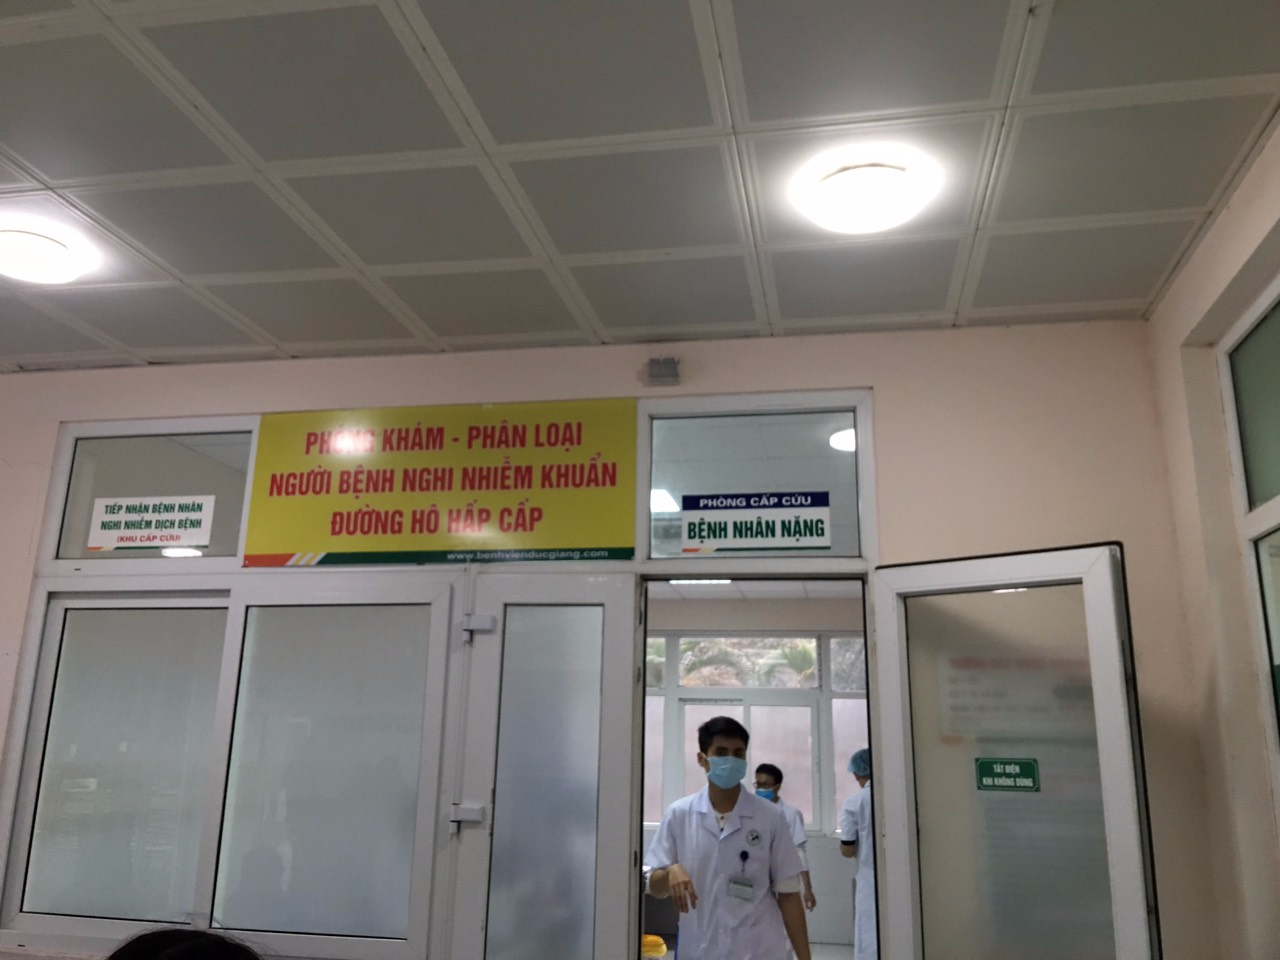 TIẾP NHẬN BỆNH NHÂN
NGHI NHIỄM DỊCH BỆNH
(KHU CẤP CỨU)
PHÒNG KHÁM - PHÂN LOẠI
NGƯỜI BỆNH NGHI NHIỄM KHUẨN
ĐƯỜNG HÔ HẤP CẤP
www.benhvienducgiang.com
PHÒNG CẤP CỨU
BỆNH NHÂN NẶNG
TẮT ĐIỆN
KHI KHÔNG DÙNG